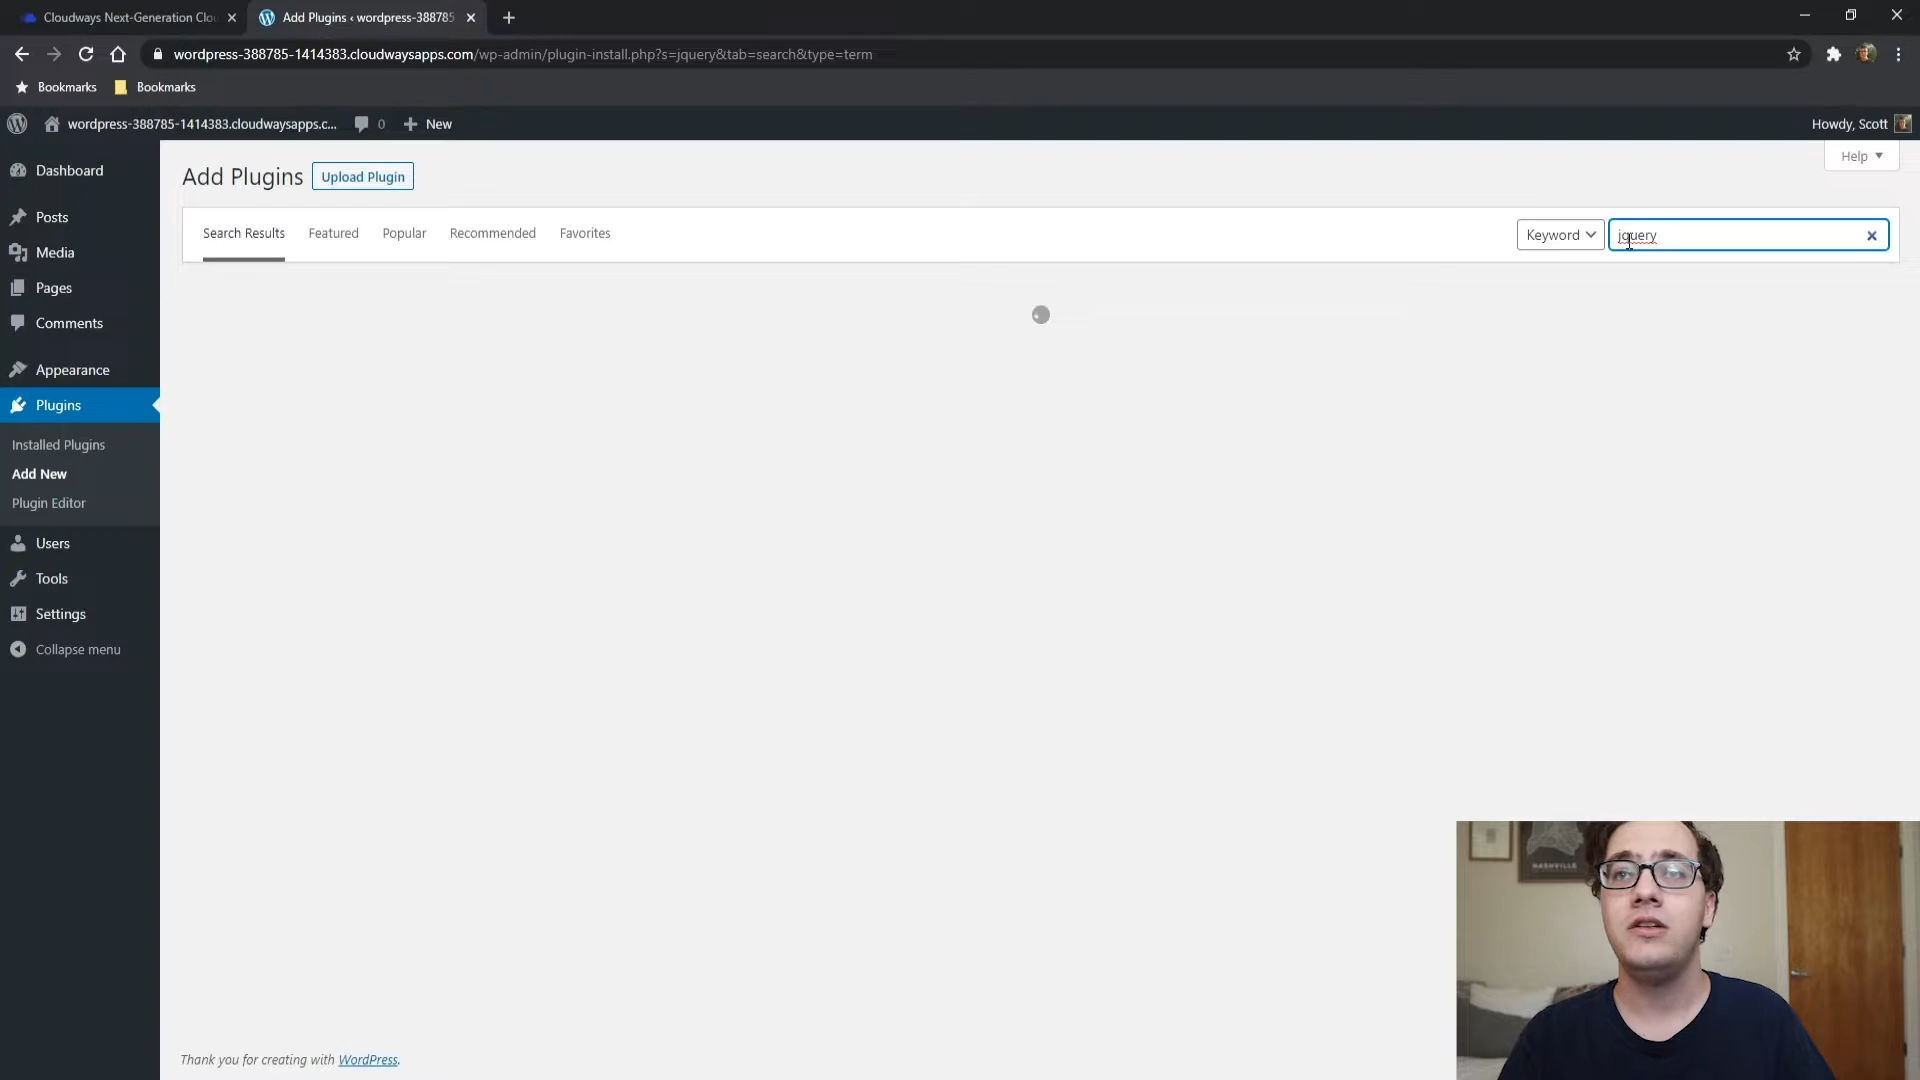 Cloudways Next-Generation Clo
Add Plugins ‹ wordpress-388785
wordpress-388785-1414383.cloudwaysapps.com/wp-admin/plugin-install.php?s=jquery&tab=search&type=term
Bookmarks
Bookmarks
wordpress-388785-1414383.cloudwaysapps.c...
0
New
Howdy, Scott
Help
Dashboard
Posts
Media
Pages
Comments
Appearance
Plugins
Installed Plugins
Add New
Plugin Editor
Users
Tools
Settings
Collapse menu
Add Plugins
Upload Plugin
Search Results
Featured
Popular
Recommended
Favorites
Keyword
jquery
NASHVILLE
Thank you for creating with WordPress.